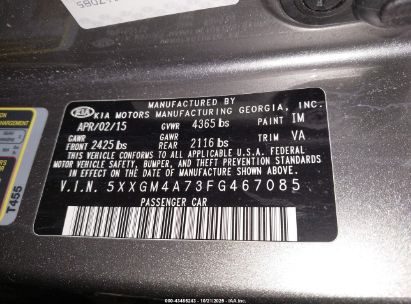 MANUFACTURED BY
KIA KIA MOTORS MANUFACTURING GEORGIA, INC.
APR/02/15 GVWR 4365 lbs PAINT IM
GAWR GAWR TRIM VA
FRONT 2425 lbs REAR 2116 lbs
THIS VEHICLE CONFORMS TO ALL APPLICABLE U.S. FEDERAL
MOTOR VEHICLE SAFETY, BUMPER, AND THEFT PREVENTION STANDARDS
IN EFFECT ON THE DATE OF MANUFACTURE SHOWN ABOVE.
V.I.N. 5XXGM4A73FG467085
PASSENGER CAR
T455